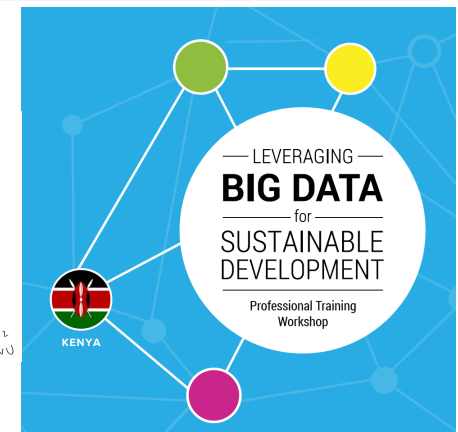 LEVERAGING
BIG DATA
for
SUSTAINABLE
DEVELOPMENT
Professional Training
Workshop
KENYA